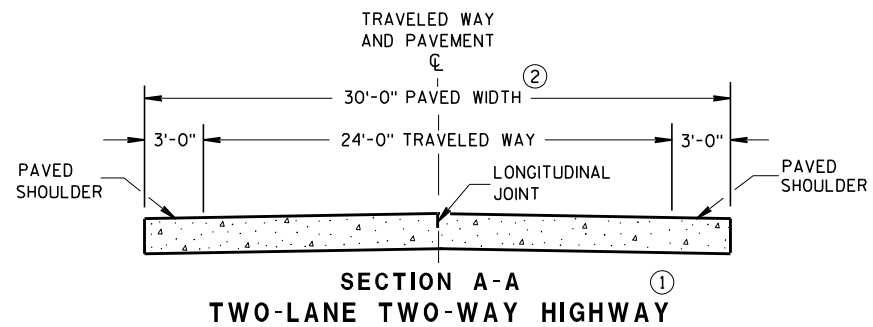 TRAVELED WAY
AND PAVEMENT
℄
30'-0" PAVED WIDTH ②
3'-0" 24'-0" TRAVELED WAY 3'-0"
PAVED
SHOULDER
LONGITUDINAL
JOINT
PAVED
SHOULDER
SECTION A-A ①
TWO-LANE TWO-WAY HIGHWAY